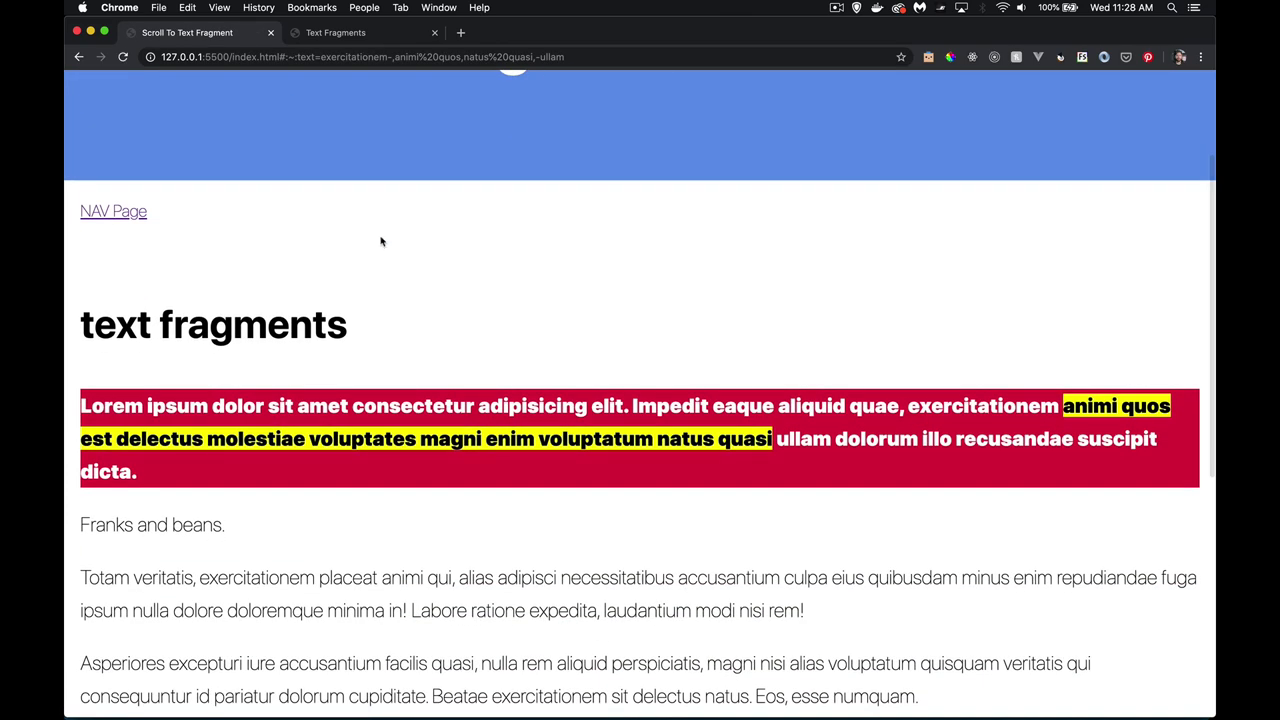 Chrome File Edit View History Bookmarks People Tab Window Help 100% Wed 11:28 AM
Scroll To Text Fragment Text Fragments
127.0.0.1:5500/index.html#:~:text=exercitationem-,animi%20quos,natus%20quasi,-ullam
NAV Page
text fragments
Lorem ipsum dolor sit amet consectetur adipisicing elit. Impedit eaque aliquid quae, exercitationem animi quos
est delectus molestiae voluptates magni enim voluptatum natus quasi ullam dolorum illo recusandae suscipit
dicta.
Franks and beans.
Totam veritatis, exercitationem placeat animi qui, alias adipisci necessitatibus accusantium culpa eius quibusdam minus enim repudiandae fuga
ipsum nulla dolore doloremque minima in! Labore ratione expedita, laudantium modi nisi rem!
Asperiores excepturi iure accusantium facilis quasi, nulla rem aliquid perspiciatis, magni nisi alias voluptatum quisquam veritatis qui
consequuntur id pariatur dolorum cupiditate. Beatae exercitationem sit delectus natus. Eos, esse numquam.